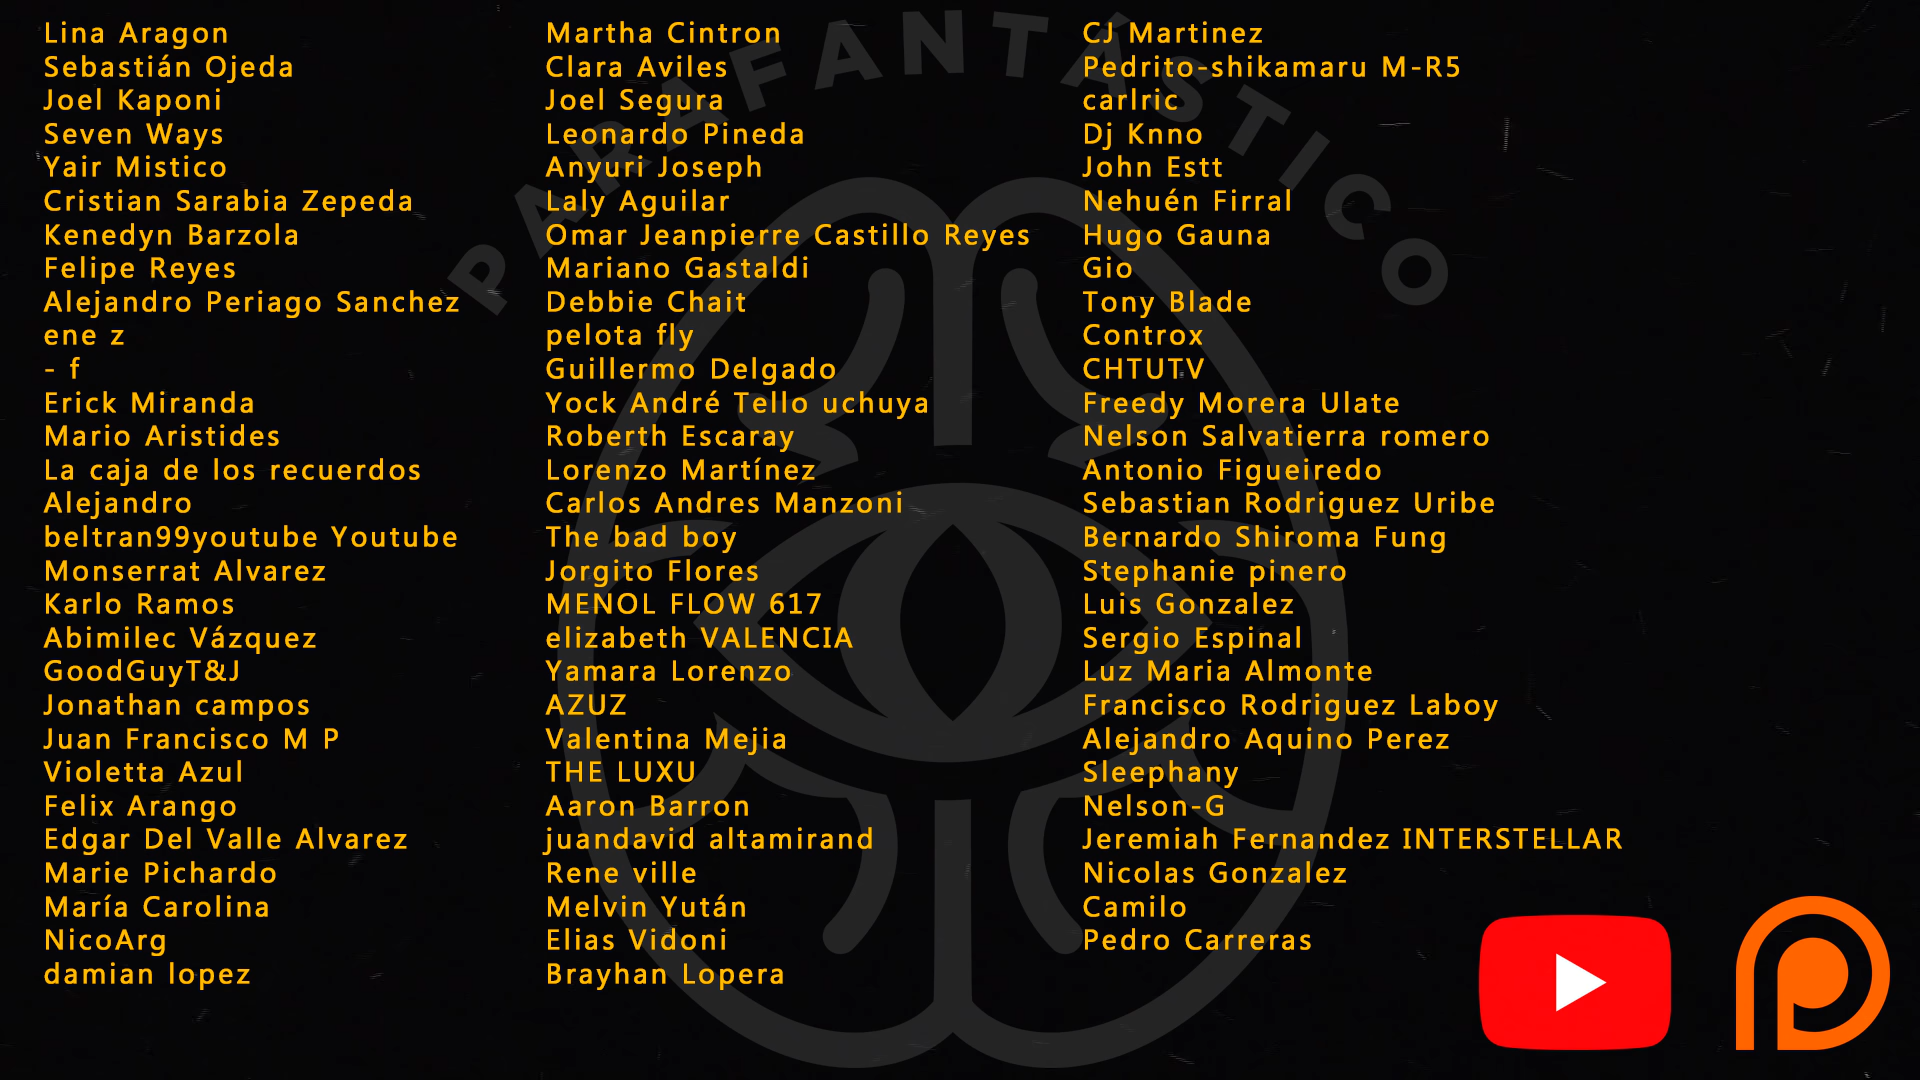 PARAFANTÁSTICO
Lina Aragon
Sebastián Ojeda
Joel Kaponi
Seven Ways
Yair Mistico
Cristian Sarabia Zepeda
Kenedyn Barzola
Felipe Reyes
Alejandro Periago Sanchez
ene z
- f
Erick Miranda
Mario Aristides
La caja de los recuerdos
Alejandro
beltran99youtube Youtube
Monserrat Alvarez
Karlo Ramos
Abimilec Vázquez
GoodGuyT&J
Jonathan campos
Juan Francisco M P
Violetta Azul
Felix Arango
Edgar Del Valle Alvarez
Marie Pichardo
María Carolina
NicoArg
damian lopez
Martha Cintron
Clara Aviles
Joel Segura
Leonardo Pineda
Anyuri Joseph
Laly Aguilar
Omar Jeanpierre Castillo Reyes
Mariano Gastaldi
Debbie Chait
pelota fly
Guillermo Delgado
Yock André Tello uchuya
Roberth Escaray
Lorenzo Martínez
Carlos Andres Manzoni
The bad boy
Jorgito Flores
MENOL FLOW 617
elizabeth VALENCIA
Yamara Lorenzo
AZUZ
Valentina Mejia
THE LUXU
Aaron Barron
juandavid altamirand
Rene ville
Melvin Yután
Elias Vidoni
Brayhan Lopera
CJ Martinez
Pedrito-shikamaru M-R5
carlric
Dj Knno
John Estt
Nehuén Firral
Hugo Gauna
Gio
Tony Blade
Controx
CHTUTV
Freedy Morera Ulate
Nelson Salvatierra romero
Antonio Figueiredo
Sebastian Rodriguez Uribe
Bernardo Shiroma Fung
Stephanie pinero
Luis Gonzalez
Sergio Espinal
Luz Maria Almonte
Francisco Rodriguez Laboy
Alejandro Aquino Perez
Sleephany
Nelson-G
Jeremiah Fernandez INTERSTELLAR
Nicolas Gonzalez
Camilo
Pedro Carreras